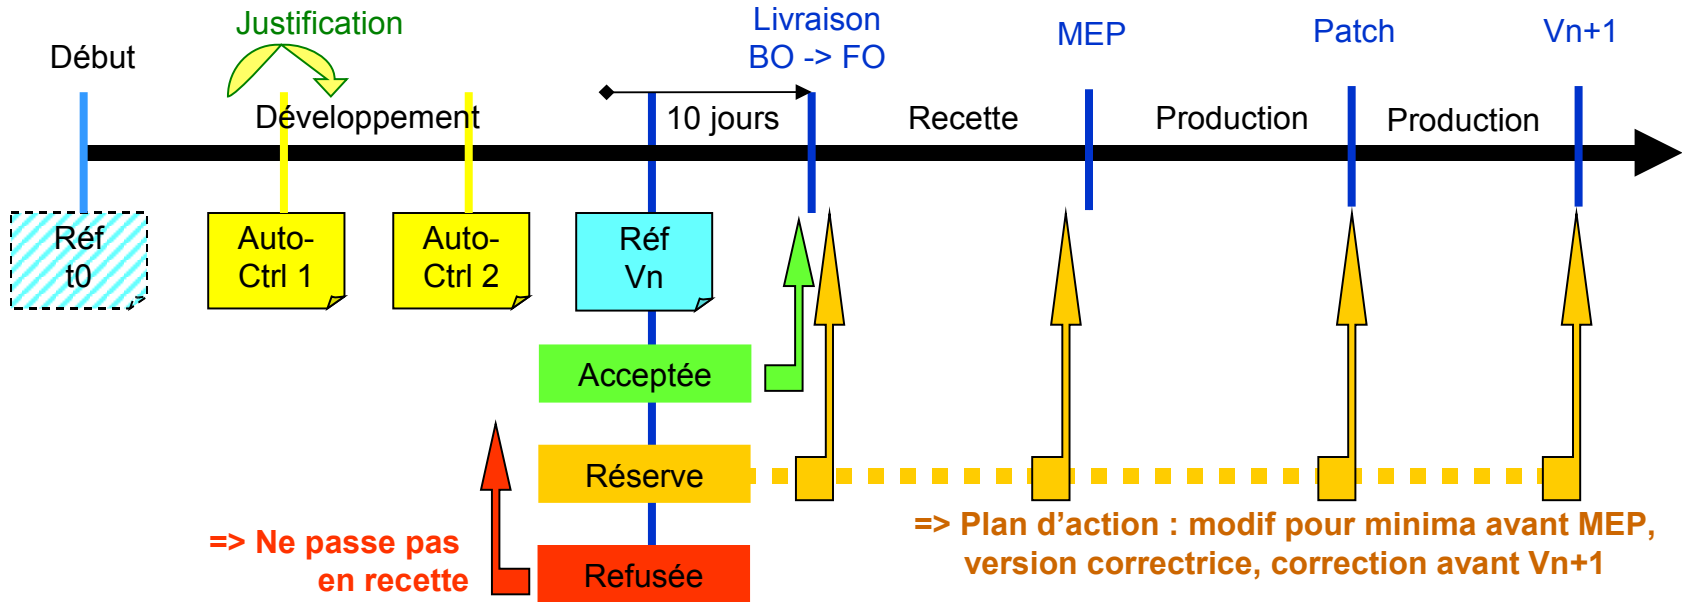 Justification
Livraison
BO -> FO
MEP
Patch
Vn+1
Début
Développement
10 jours
Recette
Production
Production
Réf
t0
Auto-
Ctrl 1
Auto-
Ctrl 2
Réf
Vn
Acceptée
Réserve
=> Plan d’action : modif pour minima avant MEP,
version correctrice, correction avant Vn+1
=> Ne passe pas
en recette
Refusée